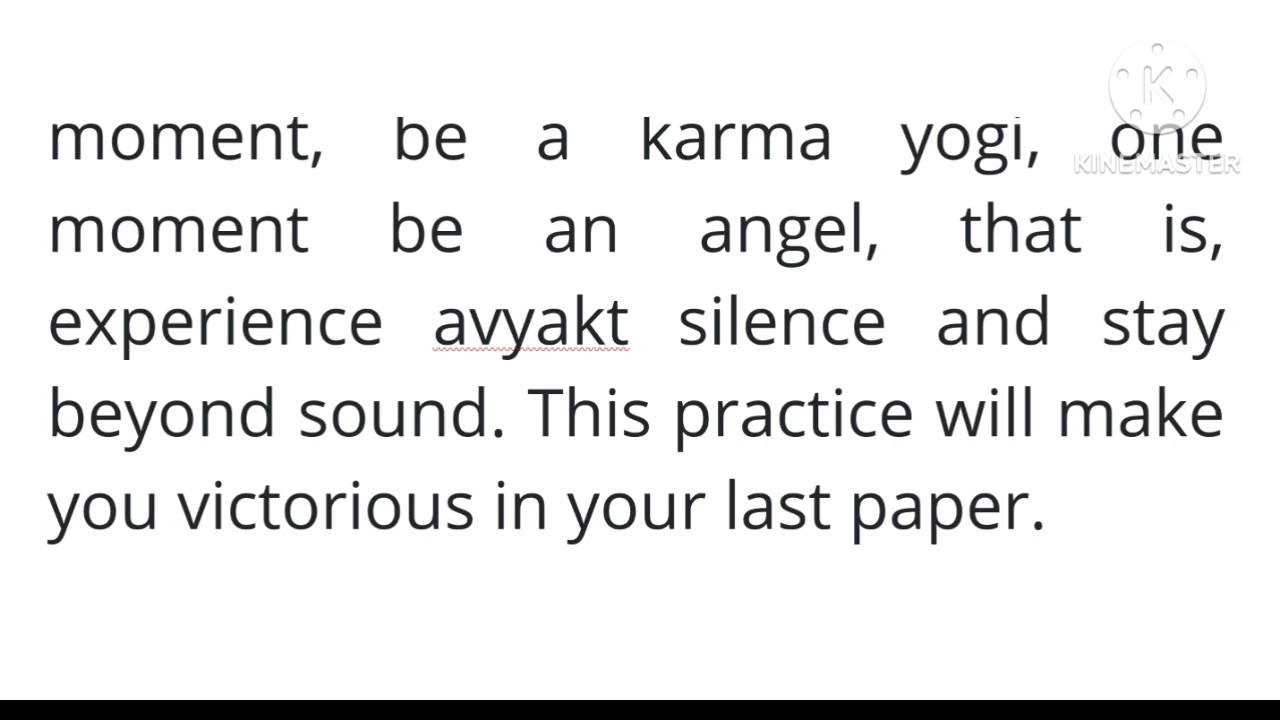 moment, be a karma yogi, one
KINEMASTER
moment be an angel, that is,
experience avyakt silence and stay
beyond sound. This practice will make
you victorious in your last paper.